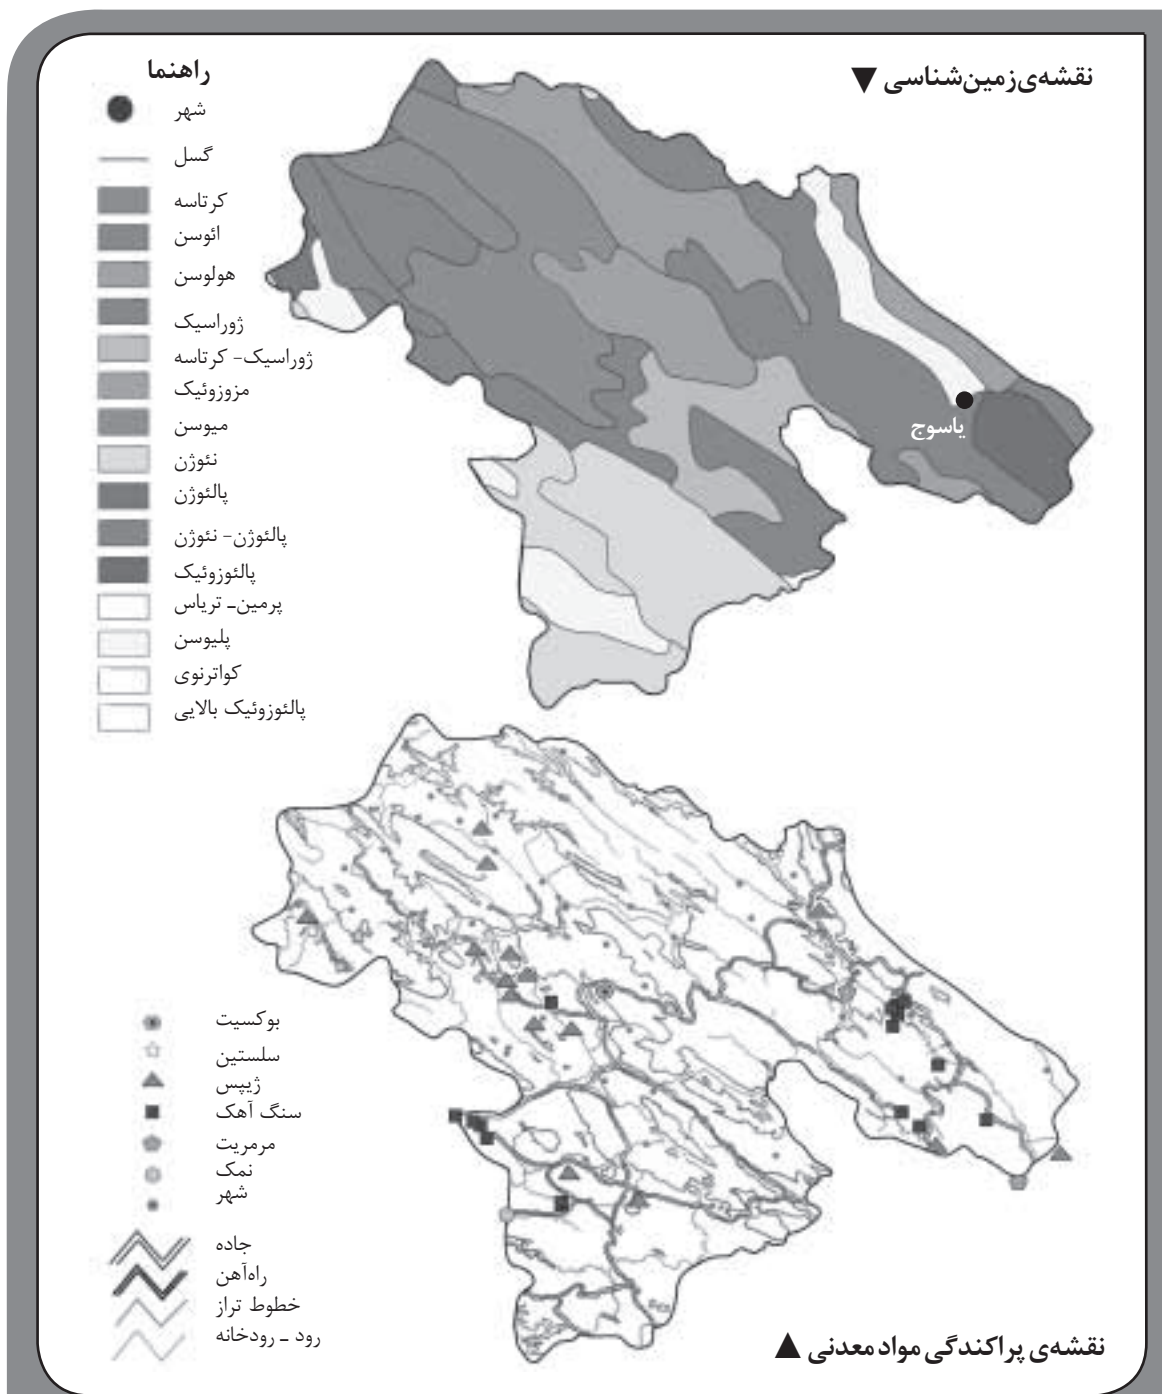 نقشه‌ی زمین‌شناسی ▼
راهنما
شهر
گسل
کرتاسه
ائوسن
هولوسن
ژوراسیک
ژوراسیک- کرتاسه
مزوزوئیک
میوسن
نئوژن
پالئوژن
پالئوژن- نئوژن
پالئوزوئیک
پرمین- تریاس
پلیوسن
کواترنوی
پالئوزوئیک بالایی
یاسوج
بوکسیت
سلستین
ژیپس
سنگ آهک
مرمریت
نمک
شهر
جاده
راه‌آهن
خطوط تراز
رود - رودخانه
نقشه‌ی پراکندگی مواد معدنی ▲